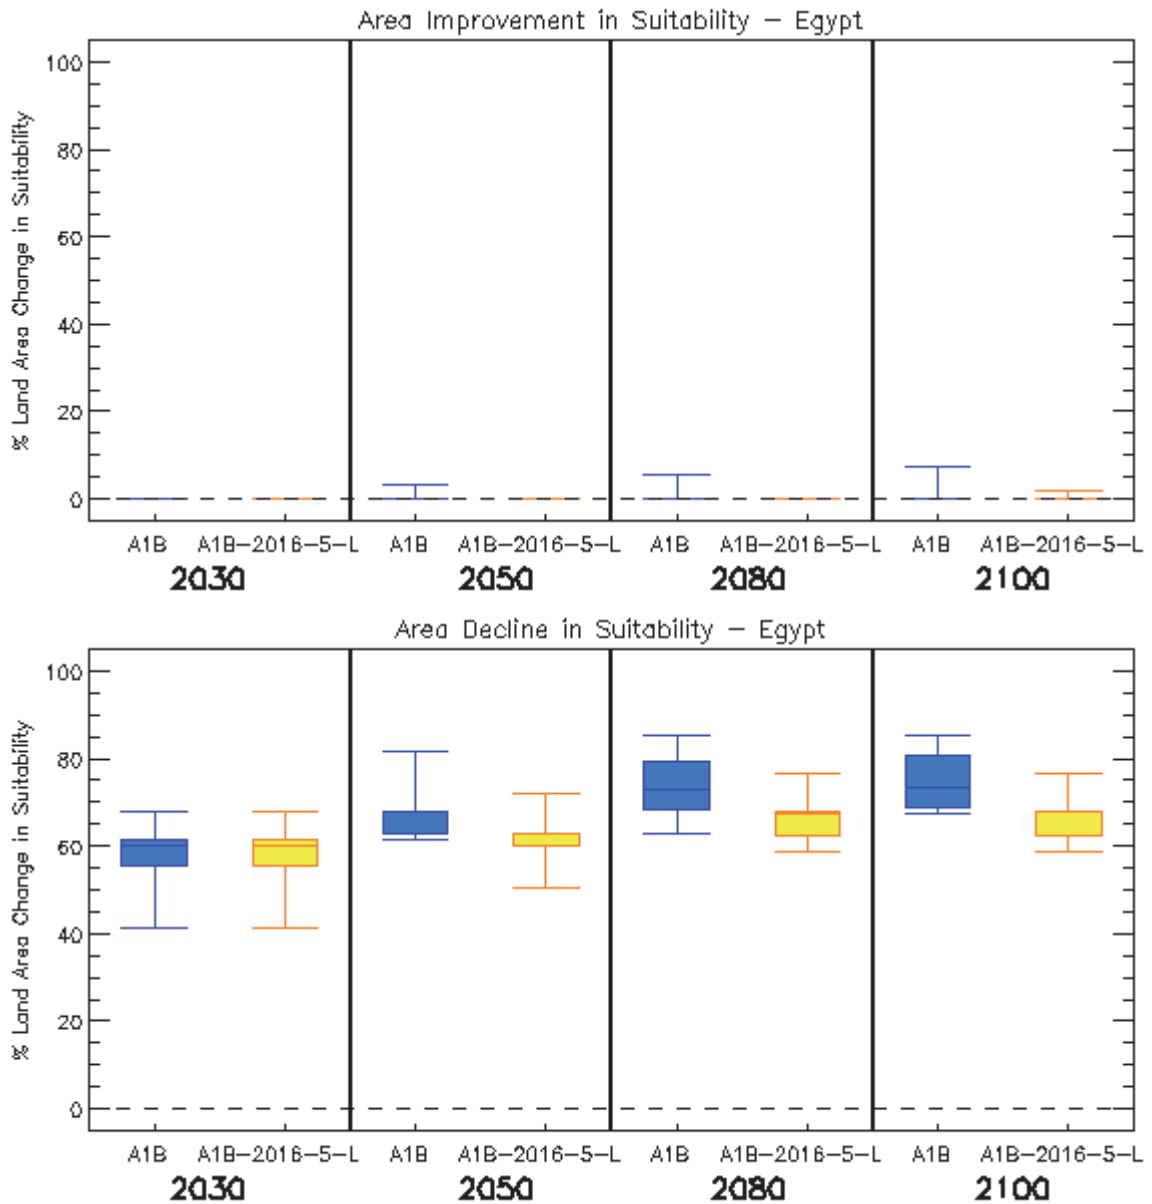 Area Improvement in Suitability – Egypt
% Land Area Change in Suitability
100
80
60
40
20
0
A1B A1B-2016-5-L A1B A1B-2016-5-L A1B A1B-2016-5-L A1B A1B-2016-5-L
2030 2050 2080 2100
Area Decline in Suitability – Egypt
% Land Area Change in Suitability
100
80
60
40
20
0
A1B A1B-2016-5-L A1B A1B-2016-5-L A1B A1B-2016-5-L A1B A1B-2016-5-L
2030 2050 2080 2100